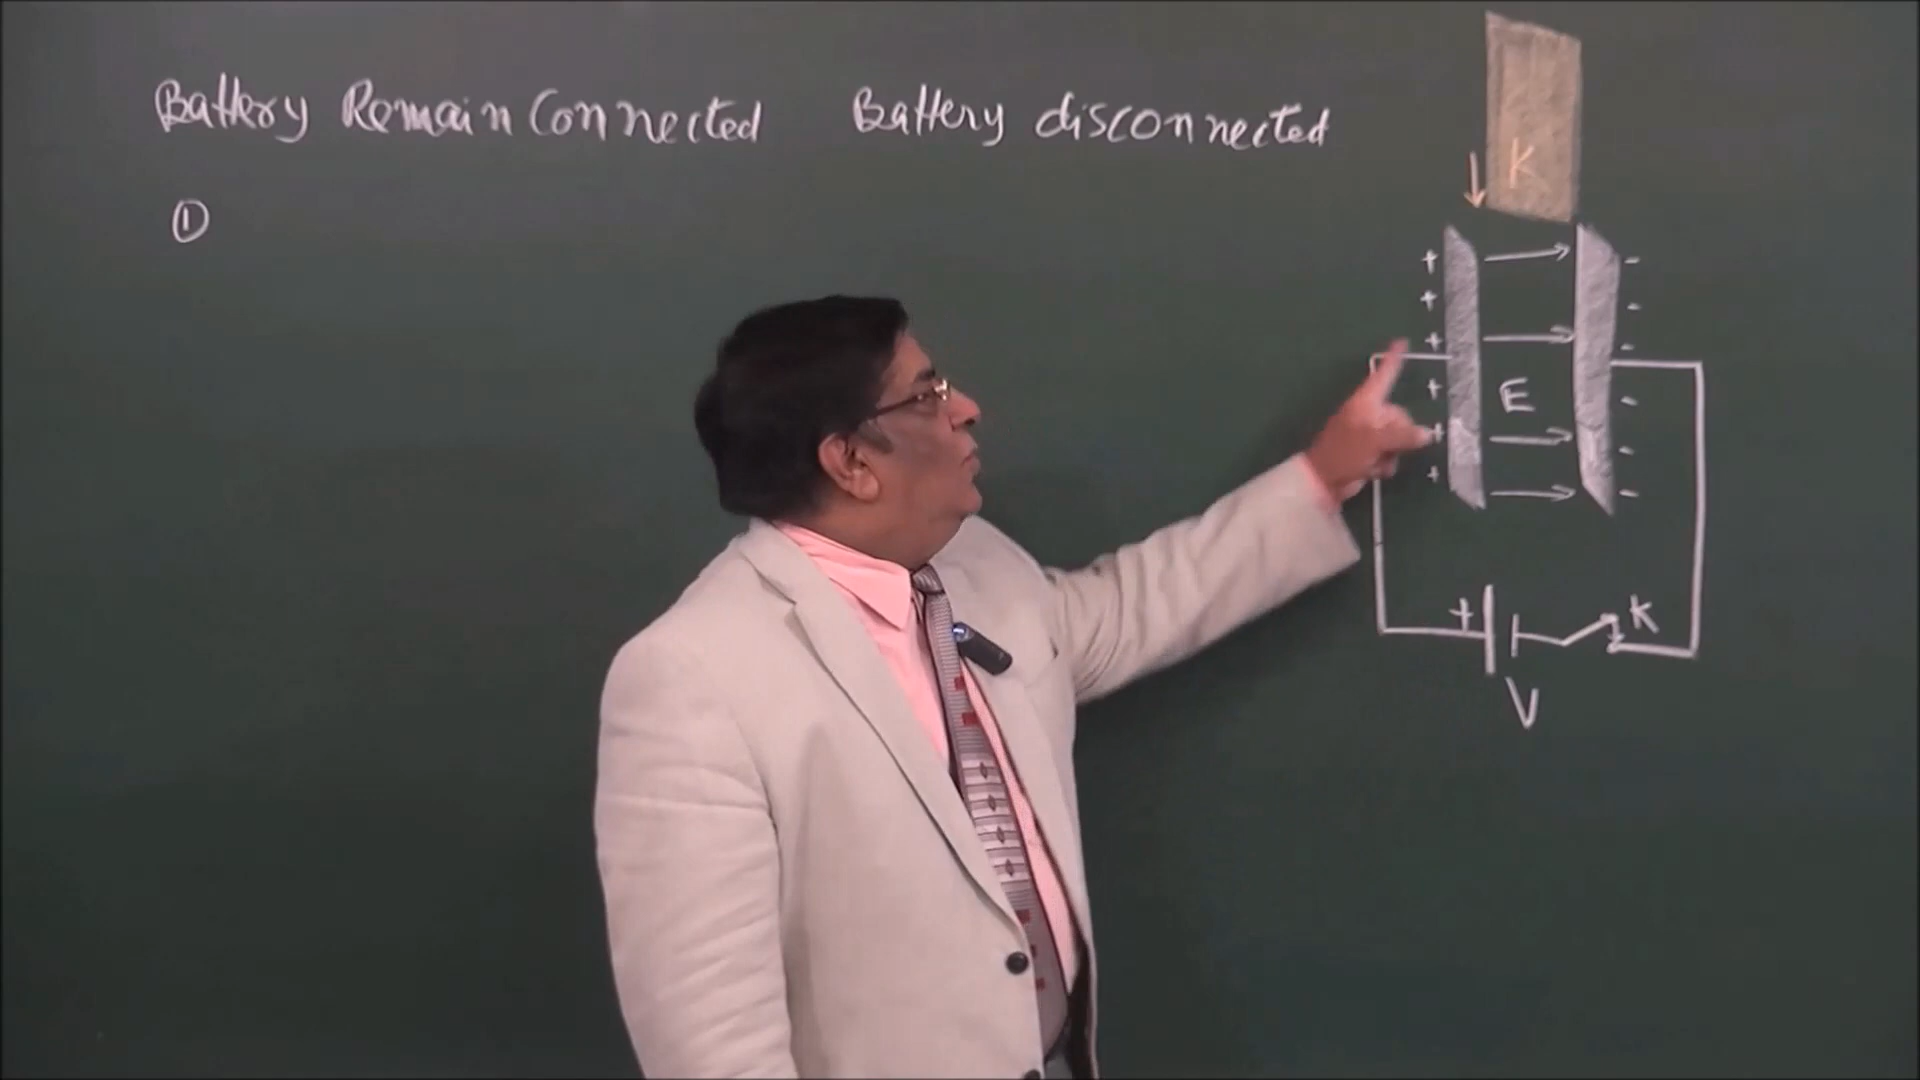 Battery Remain Connected
Battery disconnected
①
K
+ -
+ -
+ -
+ -
+ -
+ -
E
+
K
V